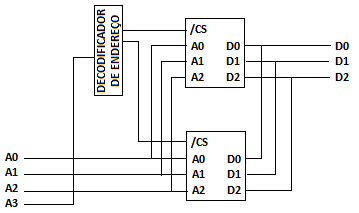 DECODIFICADOR
DE ENDEREÇO
/CS
A0 D0
A1 D1
A2 D2
D0
D1
D2
/CS
A0 D0
A1 D1
A2 D2
A0
A1
A2
A3